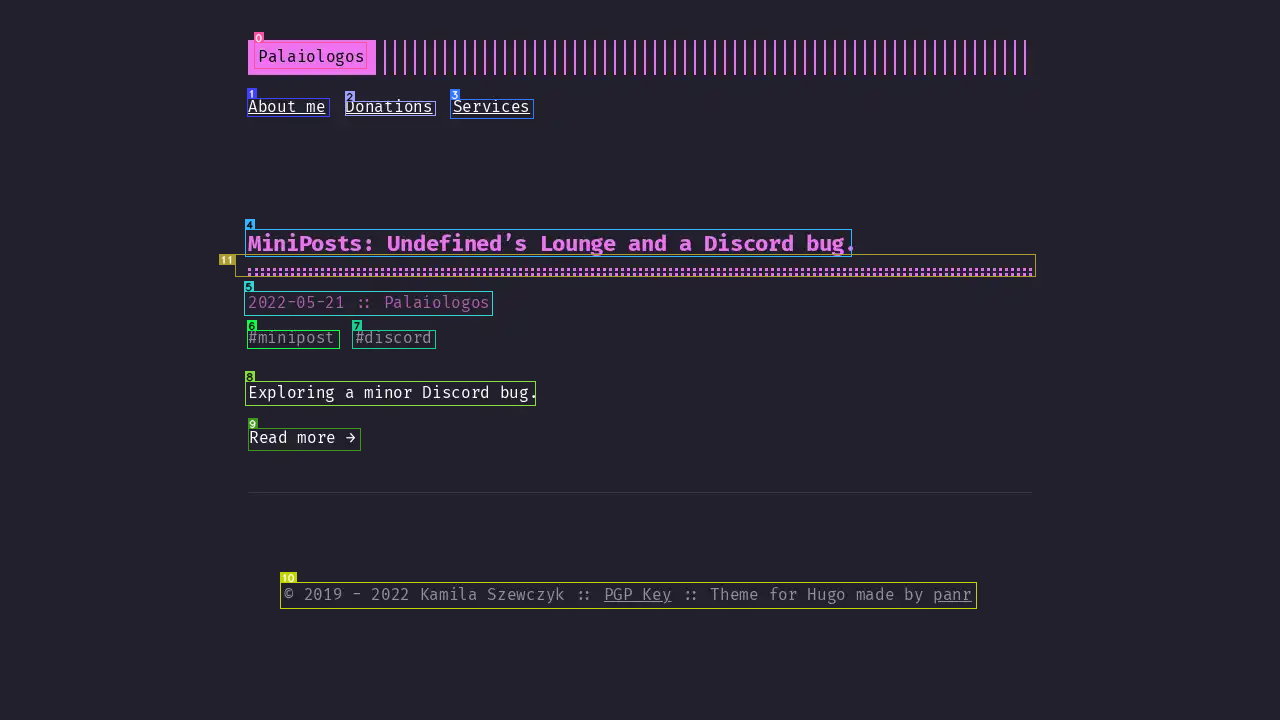 0
Palaiologos
1 2 3
About me Donations Services
4
MiniPosts: Undefined’s Lounge and a Discord bug.
11
5
2022-05-21 :: Palaiologos
6 7
#minipost #discord
8
Exploring a minor Discord bug.
9
Read more →
10
© 2019 - 2022 Kamila Szewczyk :: PGP Key :: Theme for Hugo made by panr